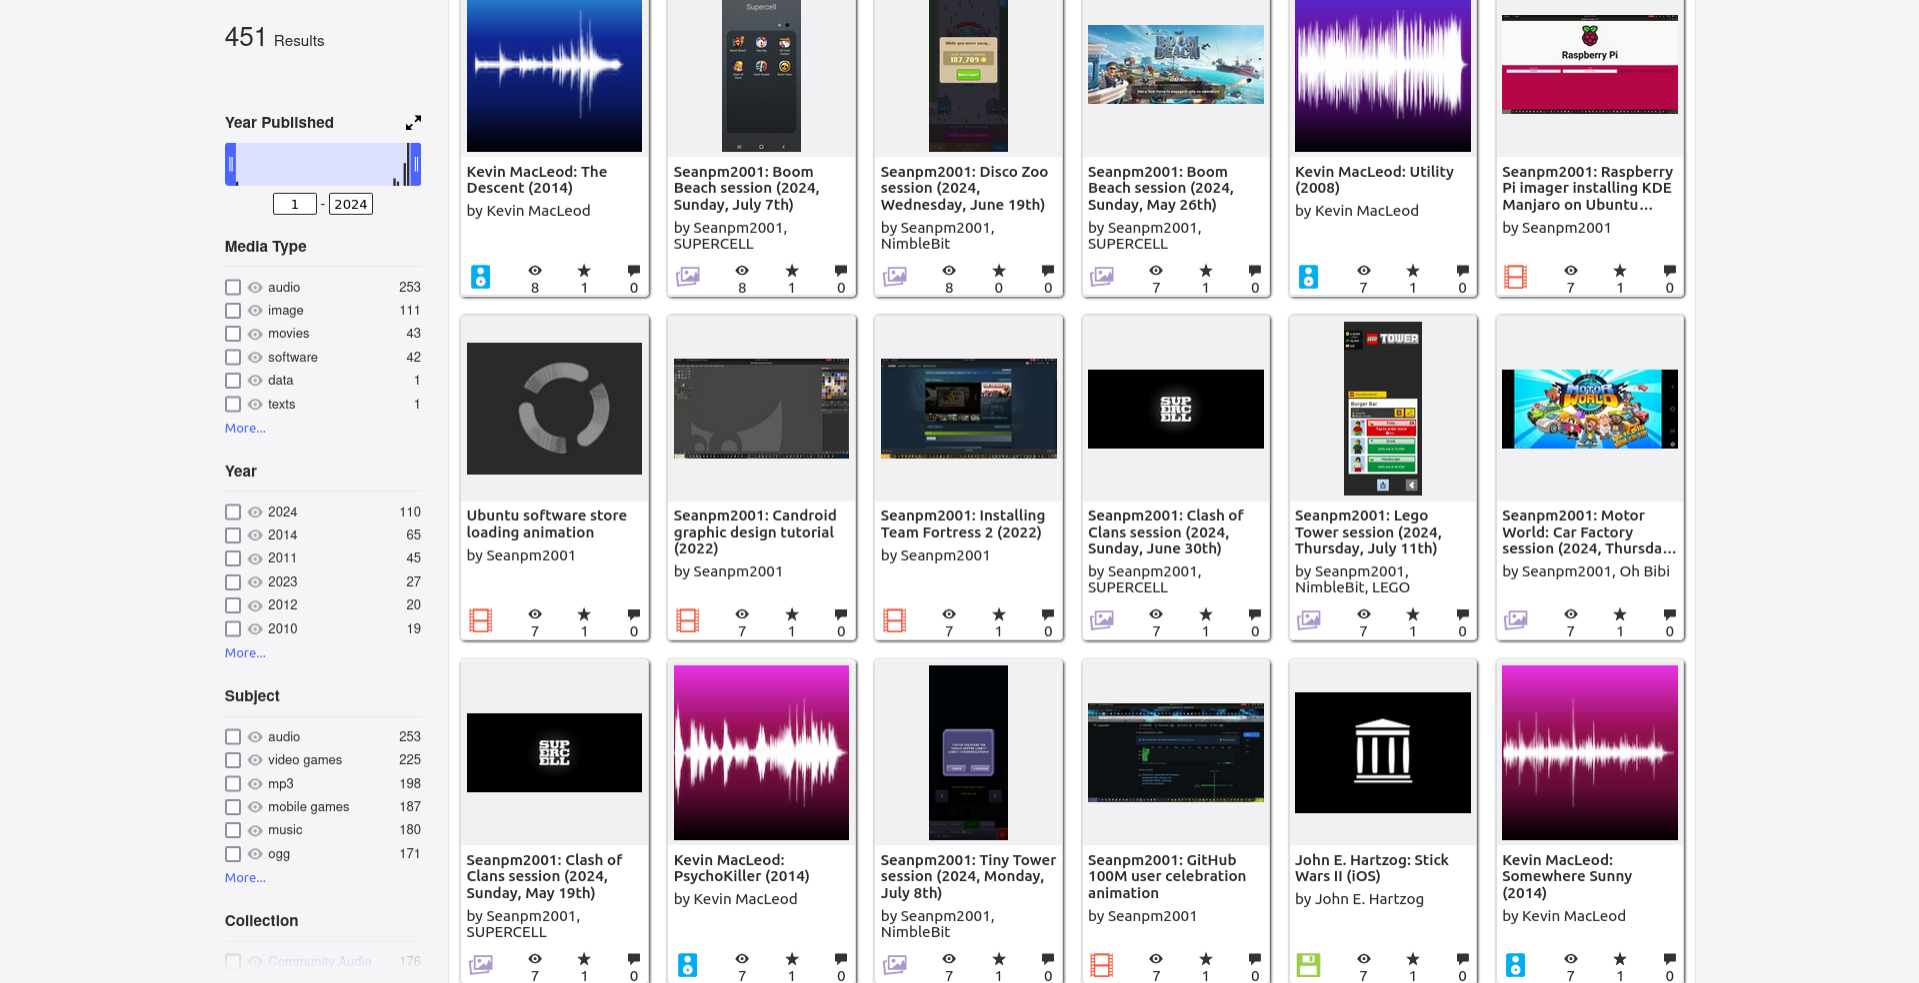 451 Results
Year Published
1 - 2024
Media Type
audio 253
image 111
movies 43
software 42
data 1
texts 1
More...
Year
2024 110
2014 65
2011 45
2023 27
2012 20
2010 19
More...
Subject
audio 253
video games 225
mp3 198
mobile games 187
music 180
ogg 171
More...
Collection
Community Audio 176
Kevin MacLeod: The
Descent (2014)
by Kevin MacLeod
8 1 0
Supercell
Seanpm2001: Boom
Beach session (2024,
Sunday, July 7th)
by Seanpm2001,
SUPERCELL
8 1 0
187,709
Seanpm2001: Disco Zoo
session (2024,
Wednesday, June 19th)
by Seanpm2001,
NimbleBit
8 0 0
BOOM
BEACH
Seanpm2001: Boom
Beach session (2024,
Sunday, May 26th)
by Seanpm2001,
SUPERCELL
7 1 0
Kevin MacLeod: Utility
(2008)
by Kevin MacLeod
7 1 0
Raspberry Pi
Seanpm2001: Raspberry
Pi imager installing KDE
Manjaro on Ubuntu...
by Seanpm2001
7 1 0
Ubuntu software store
loading animation
by Seanpm2001
7 1 0
Seanpm2001: Candroid
graphic design tutorial
(2022)
by Seanpm2001
7 1 0
Seanpm2001: Installing
Team Fortress 2 (2022)
by Seanpm2001
7 1 0
SUP
ERC
ELL
Seanpm2001: Clash of
Clans session (2024,
Sunday, June 30th)
by Seanpm2001,
SUPERCELL
7 1 0
LEGO TOWER
Burger Bar
Seanpm2001: Lego
Tower session (2024,
Thursday, July 11th)
by Seanpm2001,
NimbleBit, LEGO
7 1 0
MOTOR
WORLD
Seanpm2001: Motor
World: Car Factory
session (2024, Thursda...
by Seanpm2001, Oh Bibi
7 1 0
SUP
ERC
ELL
Seanpm2001: Clash of
Clans session (2024,
Sunday, May 19th)
by Seanpm2001,
SUPERCELL
7 1 0
Kevin MacLeod:
PsychoKiller (2014)
by Kevin MacLeod
7 1 0
Seanpm2001: Tiny Tower
session (2024, Monday,
July 8th)
by Seanpm2001,
NimbleBit
7 1 0
Seanpm2001: GitHub
100M user celebration
animation
by Seanpm2001
7 1 0
John E. Hartzog: Stick
Wars II (iOS)
by John E. Hartzog
7 1 0
Kevin MacLeod:
Somewhere Sunny
(2014)
by Kevin MacLeod
7 1 0